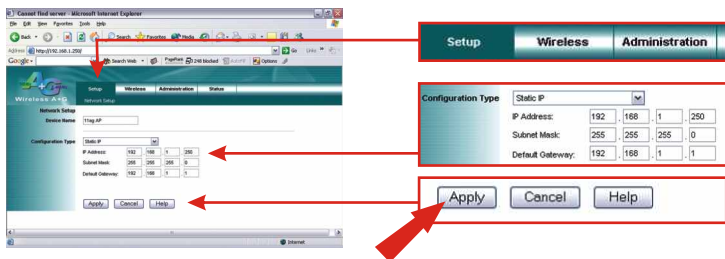 Cannot find server - Microsoft Internet Explorer
File Edit View Favorites Tools Help
Back Search Favorites Media
Address http://192.168.1.250/ Go Links
Google Search Web PageRank 248 blocked AutoFill Options
A+G
Wireless A+G
Setup Wireless Administration Status
Network Setup
Network Setup
Device Name 11ag AP
Configuration Type Static IP
IP Address: 192 . 168 . 1 . 250
Subnet Mask: 255 . 255 . 255 . 0
Default Gateway: 192 . 168 . 1 . 1
Apply Cancel Help
Internet
Setup Wireless Administration
Configuration Type Static IP
IP Address: 192 . 168 . 1 . 250
Subnet Mask: 255 . 255 . 255 . 0
Default Gateway: 192 . 168 . 1 . 1
Apply Cancel Help